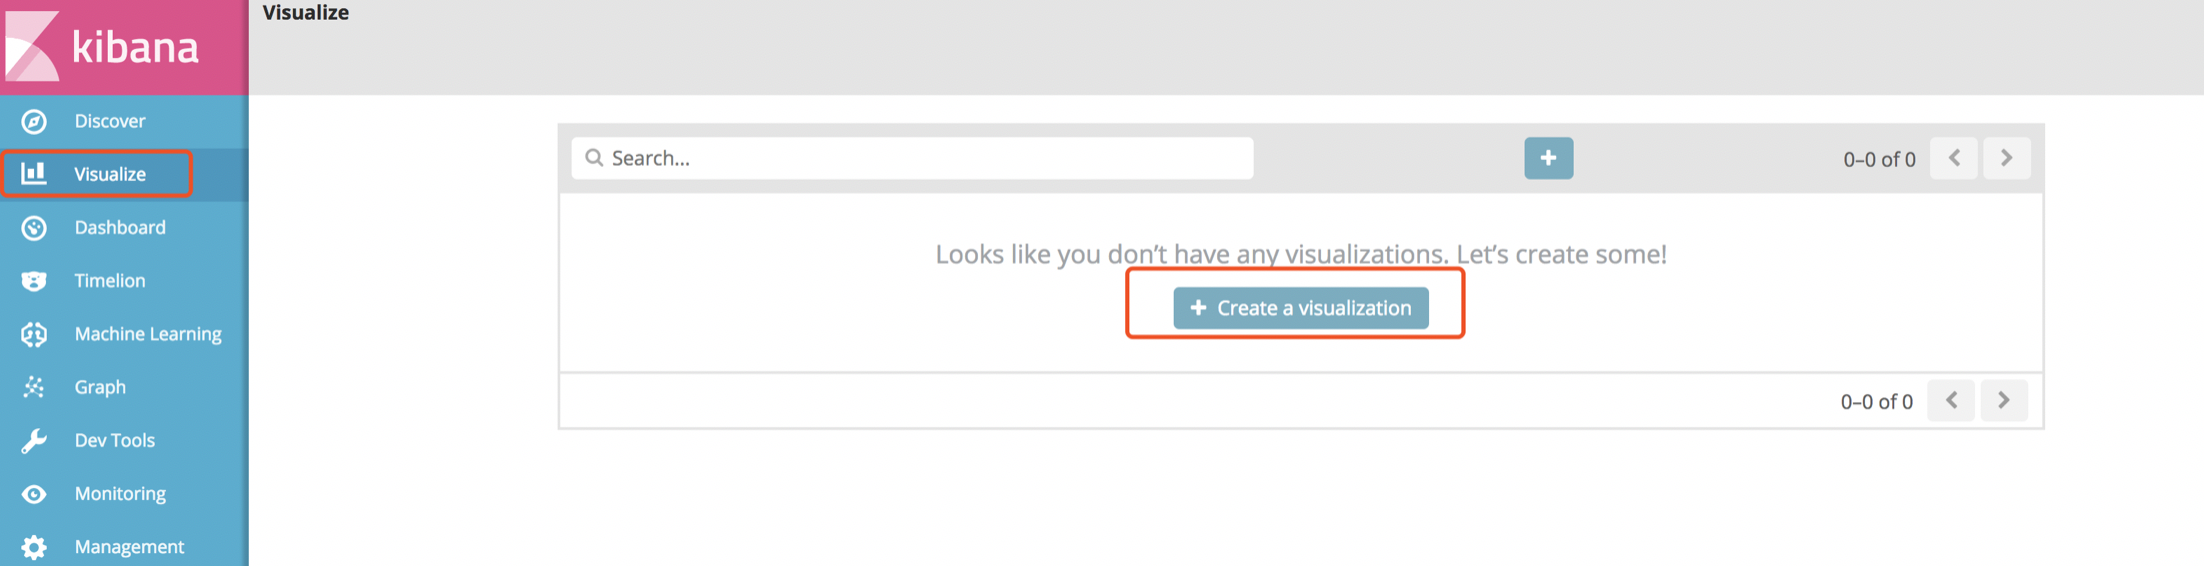 kibana
Discover
Visualize
Dashboard
Timelion
Machine Learning
Graph
Dev Tools
Monitoring
Management
Visualize
Search...
0–0 of 0
Looks like you don’t have any visualizations. Let’s create some!
Create a visualization
0–0 of 0